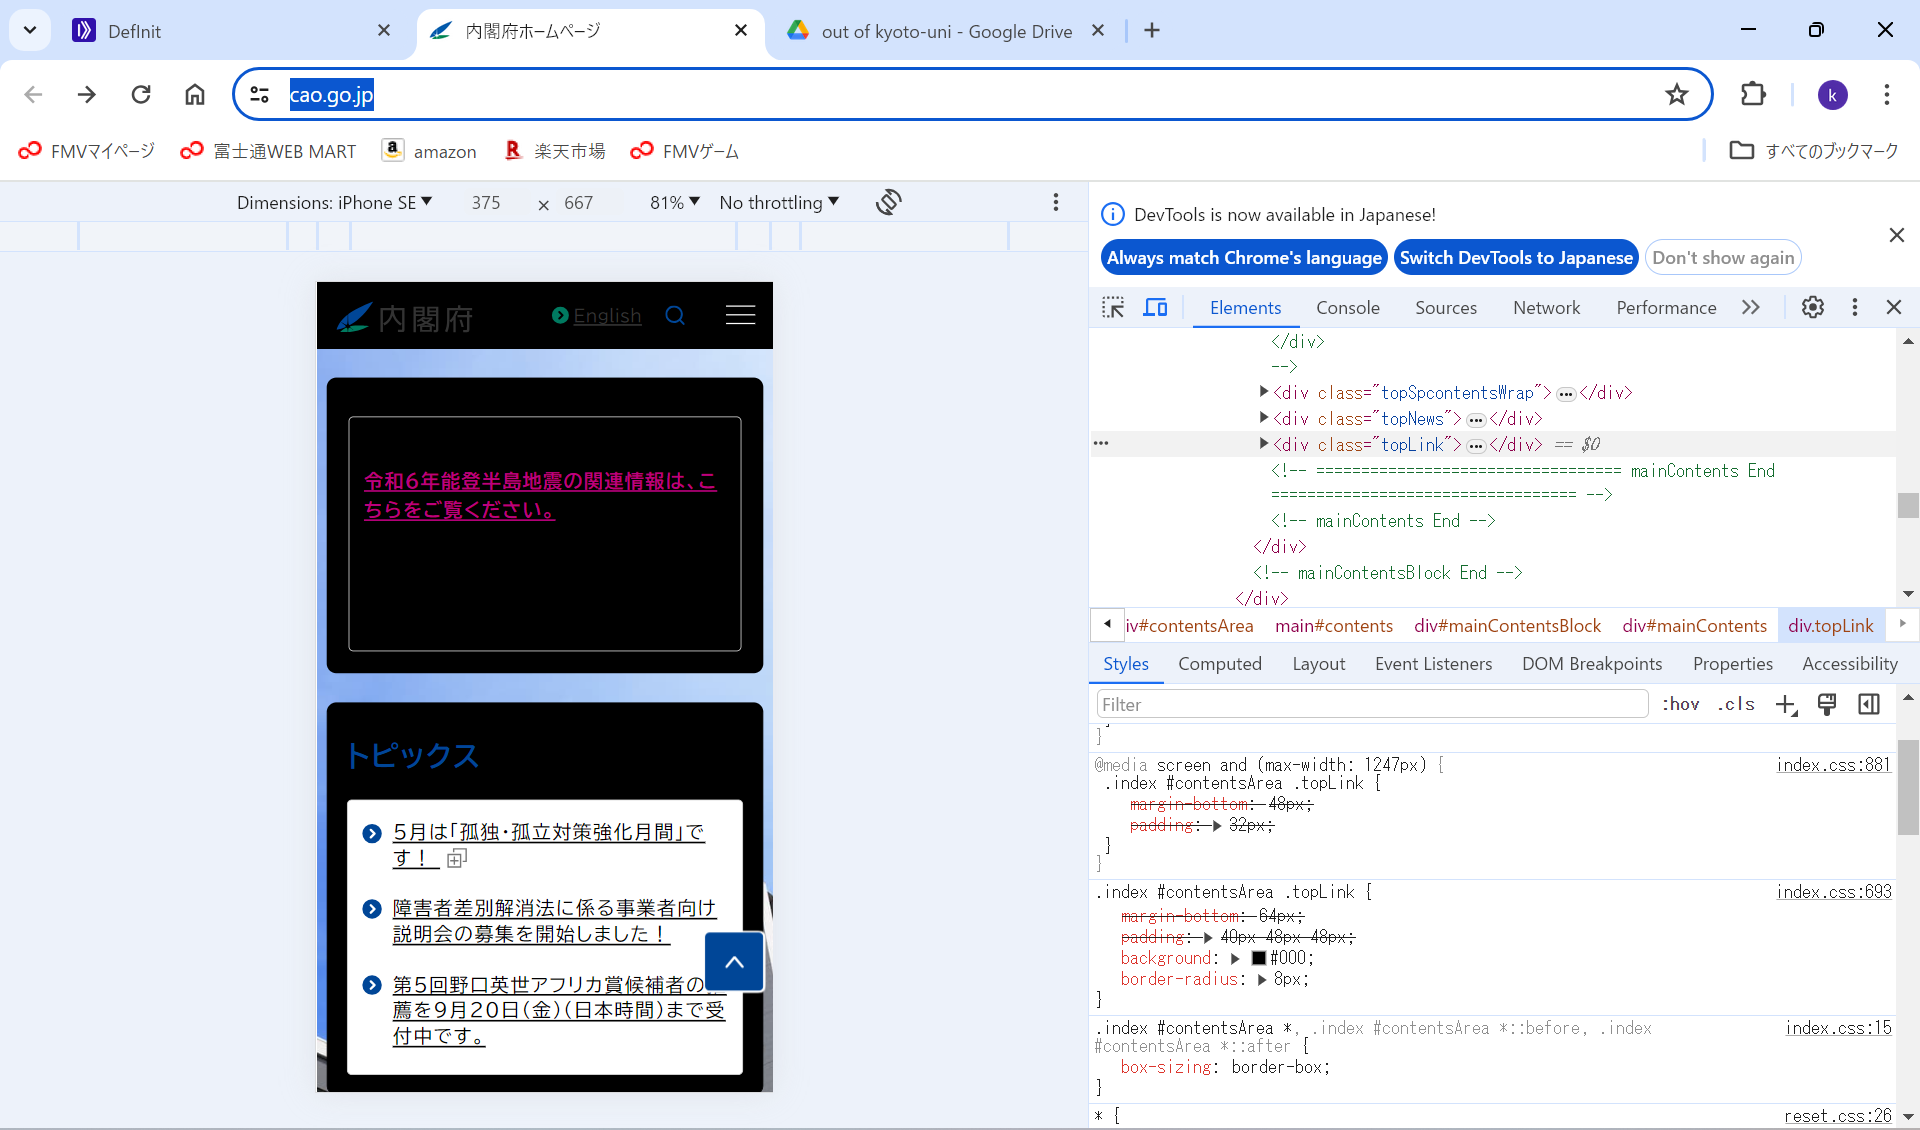 DefInit
内閣府ホームページ
out of kyoto-uni - Google Drive
cao.go.jp
k
FMVマイページ
富士通WEB MART
amazon
楽天市場
FMVゲーム
すべてのブックマーク
Dimensions: iPhone SE
375
×
667
81%
No throttling
内閣府
English
令和6年能登半島地震の関連情報は、こ
ちらをご覧ください。
トピックス
5月は「孤独・孤立対策強化月間」で
す！
障害者差別解消法に係る事業者向け
説明会の募集を開始しました！
第5回野口英世アフリカ賞候補者の
薦を9月20日(金)(日本時間)まで受
付中です。
DevTools is now available in Japanese!
Always match Chrome's language
Switch DevTools to Japanese
Don't show again
Elements
Console
Sources
Network
Performance
</div>
-->
<div class="topSpcontentsWrap">…</div>
<div class="topNews">…</div>
<div class="topLink">…</div> == $0
<!-- ================================== mainContents End
================================== -->
<!-- mainContents End -->
</div>
<!-- mainContentsBlock End -->
</div>
iv#contentsArea
main#contents
div#mainContentsBlock
div#mainContents
div.topLink
Styles
Computed
Layout
Event Listeners
DOM Breakpoints
Properties
Accessibility
Filter
:hov
.cls
}
@media screen and (max-width: 1247px) {
index.css:881
.index #contentsArea .topLink {
margin-bottom: 48px;
padding: 32px;
}
}
.index #contentsArea .topLink {
index.css:693
margin-bottom: 64px;
padding: 40px 48px 48px;
background: #000;
border-radius: 8px;
}
.index #contentsArea *, .index #contentsArea *::before, .index
index.css:15
#contentsArea *::after {
box-sizing: border-box;
}
* {
reset.css:26